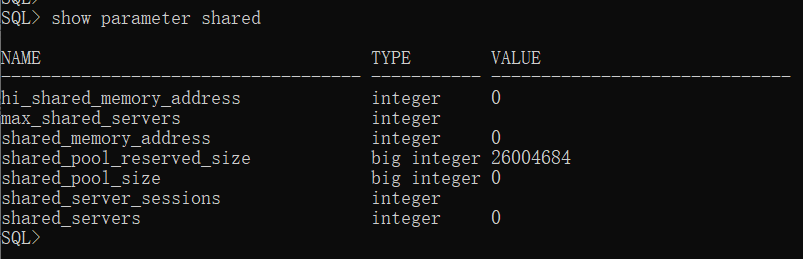 SQL> show parameter shared
NAME                                 TYPE        VALUE
------------------------------------ ----------- ------------------------------
hi_shared_memory_address             integer     0
max_shared_servers                   integer
shared_memory_address                integer     0
shared_pool_reserved_size            big integer 26004684
shared_pool_size                     big integer 0
shared_server_sessions               integer
shared_servers                       integer     0
SQL>